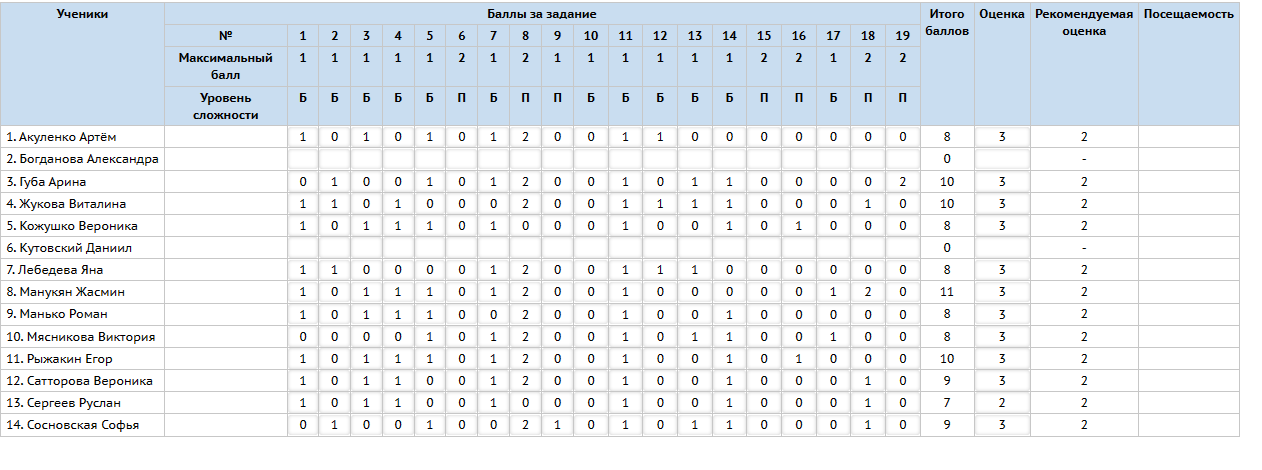 Ученики Баллы за задание Итого баллов Оценка Рекомендуемая оценка Посещаемость
№ 1 2 3 4 5 6 7 8 9 10 11 12 13 14 15 16 17 18 19
Максимальный балл 1 1 1 1 1 2 1 2 1 1 1 1 1 1 2 2 1 2 2
Уровень сложности Б Б Б Б Б П Б П П Б Б Б Б Б П П Б П П
1. Акуленко Артём 1 0 1 0 1 0 1 2 0 0 1 1 0 0 0 0 0 0 0 8 3 2
2. Богданова Александра 0 -
3. Губа Арина 0 1 0 0 1 0 1 2 0 0 1 0 1 1 0 0 0 0 2 10 3 2
4. Жукова Виталина 1 1 0 1 0 0 0 2 0 0 1 1 1 1 0 0 0 1 0 10 3 2
5. Кожушко Вероника 1 0 1 1 1 0 1 0 0 0 1 0 0 1 0 1 0 0 0 8 3 2
6. Кутовский Даниил 0 -
7. Лебедева Яна 1 1 0 0 0 0 1 2 0 0 1 1 1 0 0 0 0 0 0 8 3 2
8. Манукян Жасмин 1 0 1 1 1 0 1 2 0 0 1 0 0 0 0 0 1 2 0 11 3 2
9. Манько Роман 1 0 1 1 1 0 0 2 0 0 1 0 0 1 0 0 0 0 0 8 3 2
10. Мясникова Виктория 0 0 0 0 1 0 1 2 0 0 1 0 1 1 0 0 1 0 0 8 3 2
11. Рыжакин Егор 1 0 1 1 1 0 1 2 0 0 1 0 0 1 0 1 0 0 0 10 3 2
12. Сатторова Вероника 1 0 1 1 0 0 1 2 0 0 1 0 0 1 0 0 0 1 0 9 3 2
13. Сергеев Руслан 1 0 1 1 0 0 1 0 0 0 1 0 0 1 0 0 0 1 0 7 2 2
14. Сосновская Софья 0 1 0 0 1 0 0 2 1 0 1 0 1 1 0 0 0 1 0 9 3 2